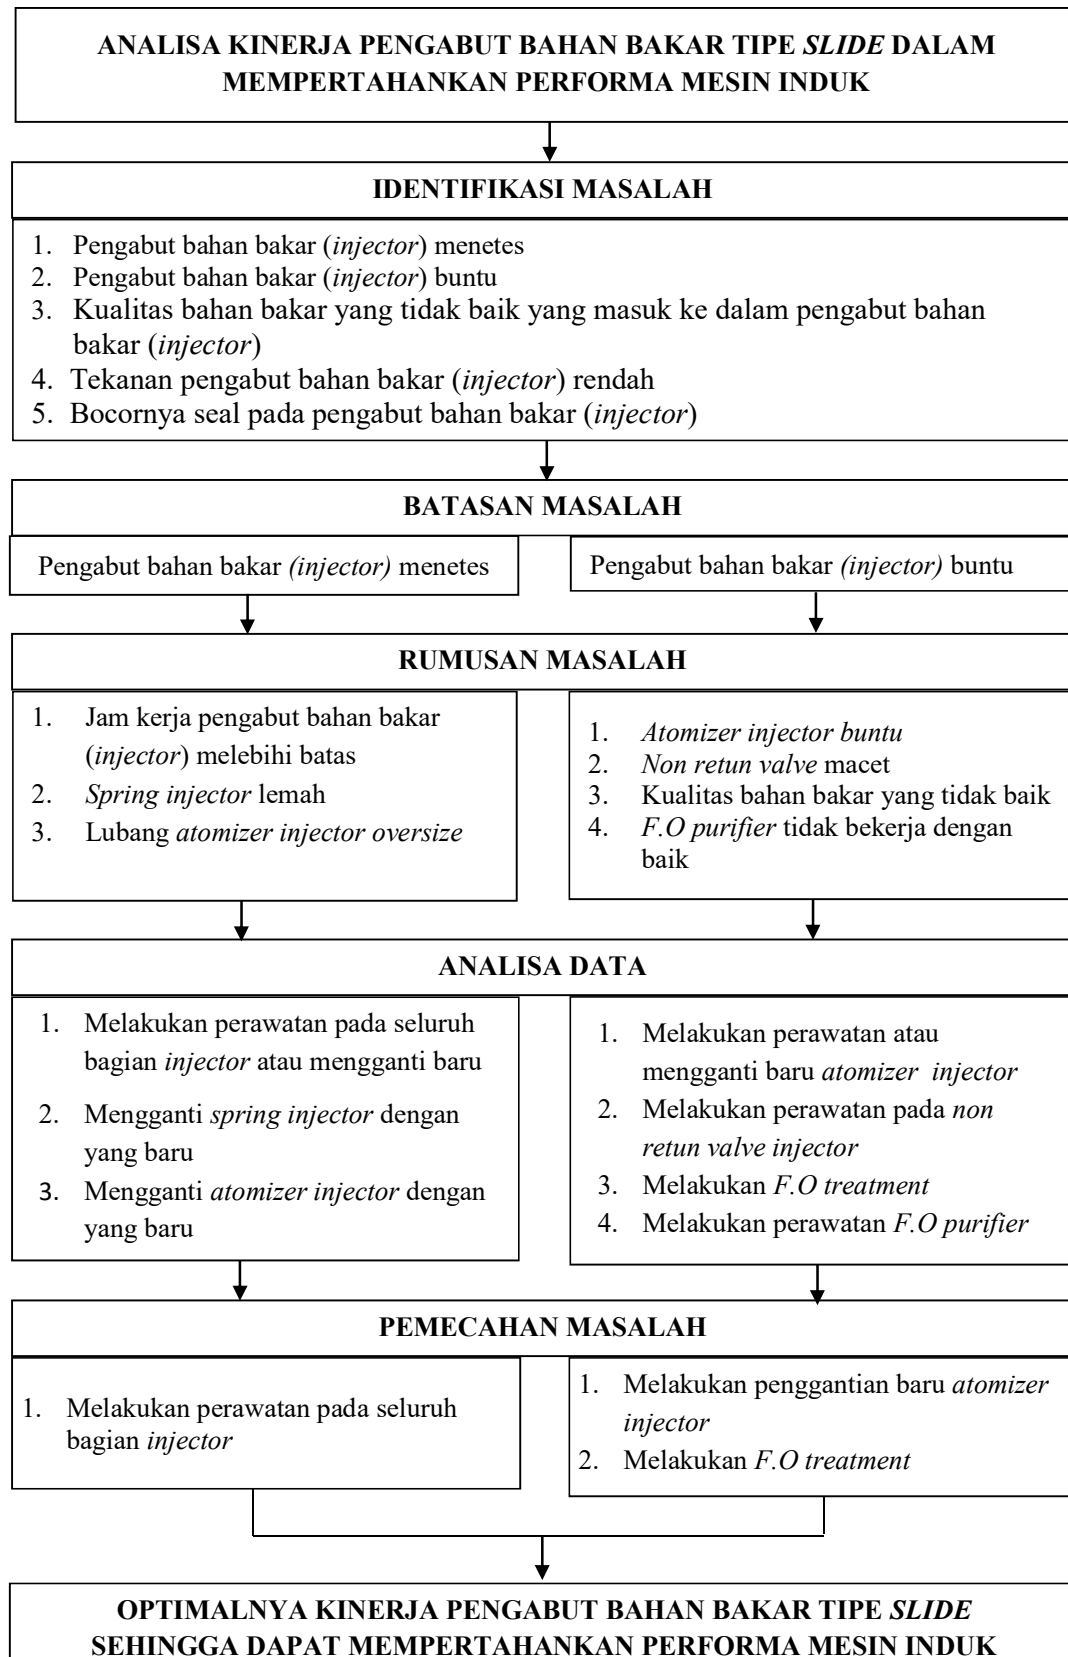 ANALISA KINERJA PENGABUT BAHAN BAKAR TIPE SLIDE DALAM
MEMPERTAHANKAN PERFORMA MESIN INDUK
IDENTIFIKASI MASALAH
1. Pengabut bahan bakar (injector) menetes
2. Pengabut bahan bakar (injector) buntu
3. Kualitas bahan bakar yang tidak baik yang masuk ke dalam pengabut bahan
bakar (injector)
4. Tekanan pengabut bahan bakar (injector) rendah
5. Bocornya seal pada pengabut bahan bakar (injector)
BATASAN MASALAH
Pengabut bahan bakar (injector) menetes
Pengabut bahan bakar (injector) buntu
RUMUSAN MASALAH
1. Jam kerja pengabut bahan bakar
(injector) melebihi batas
2. Spring injector lemah
3. Lubang atomizer injector oversize
1. Atomizer injector buntu
2. Non retun valve macet
3. Kualitas bahan bakar yang tidak baik
4. F.O purifier tidak bekerja dengan
baik
ANALISA DATA
1. Melakukan perawatan pada seluruh
bagian injector atau mengganti baru
2. Mengganti spring injector dengan
yang baru
3. Mengganti atomizer injector dengan
yang baru
1. Melakukan perawatan atau
mengganti baru atomizer injector
2. Melakukan perawatan pada non
retun valve injector
3. Melakukan F.O treatment
4. Melakukan perawatan F.O purifier
PEMECAHAN MASALAH
1. Melakukan perawatan pada seluruh
bagian injector
1. Melakukan penggantian baru atomizer
injector
2. Melakukan F.O treatment
OPTIMALNYA KINERJA PENGABUT BAHAN BAKAR TIPE SLIDE
SEHINGGA DAPAT MEMPERTAHANKAN PERFORMA MESIN INDUK